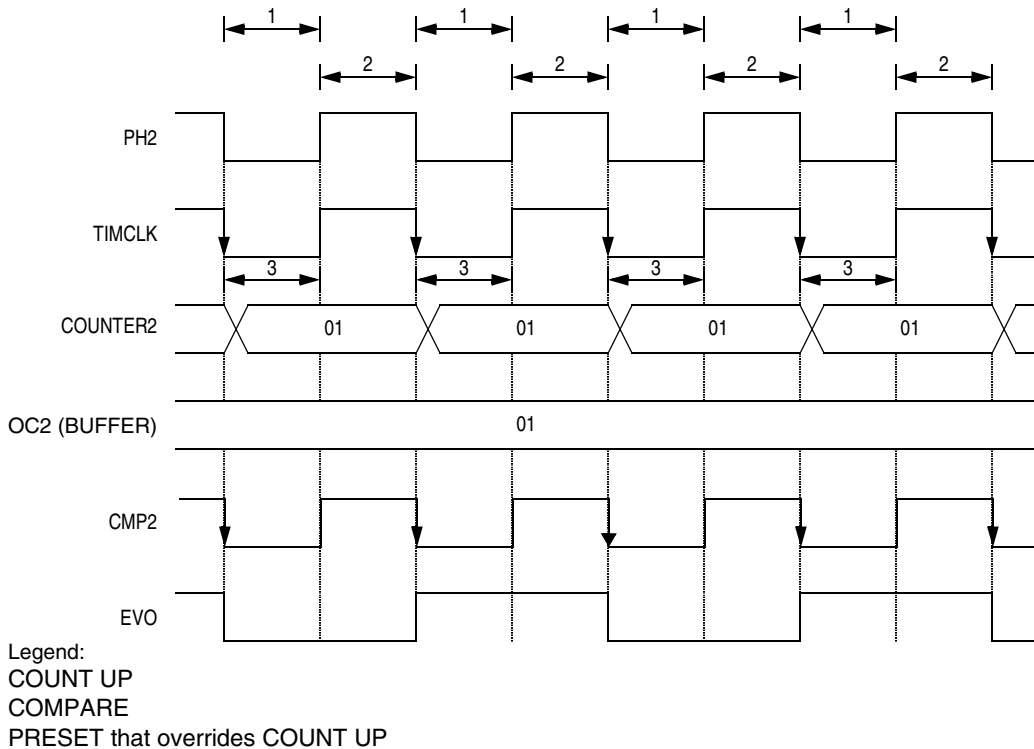 1 1 1 1
2 2 2 2
PH2
TIMCLK
3 3 3 3
COUNTER2 01 01 01 01
OC2 (BUFFER) 01
CMP2
EVO
Legend:
COUNT UP
COMPARE
PRESET that overrides COUNT UP